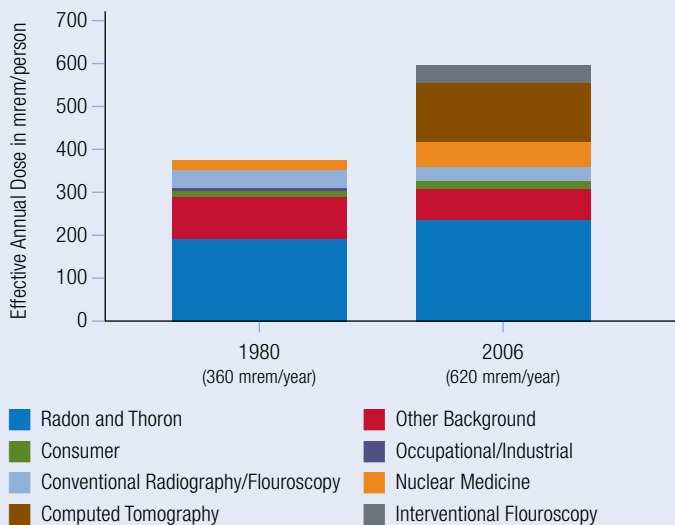 Effective Annual Dose in mrem/person
700
600
500
400
300
200
100
0
1980
(360 mrem/year)
2006
(620 mrem/year)
Radon and Thoron
Other Background
Consumer
Occupational/Industrial
Conventional Radiography/Flouroscopy
Nuclear Medicine
Computed Tomography
Interventional Flouroscopy